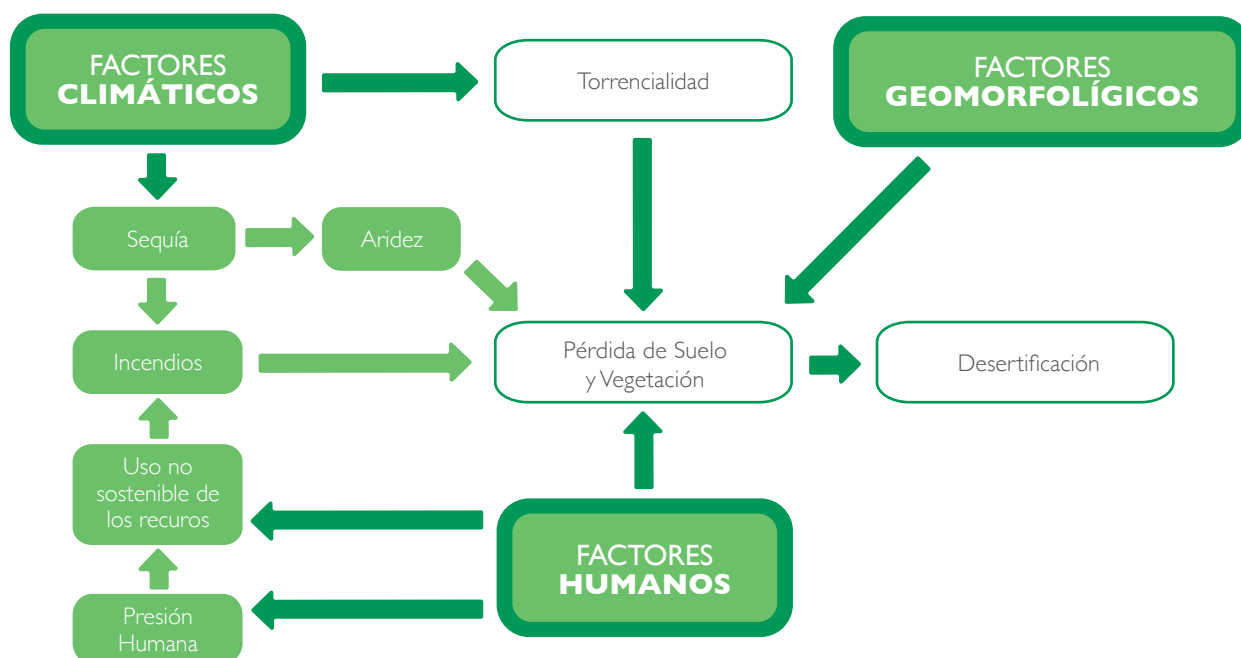 FACTORES
CLIMÁTICOS
Torrencialidad
FACTORES
GEOMORFOLÍGICOS
Sequía
Aridez
Incendios
Pérdida de Suelo
y Vegetación
Desertificación
Uso no
sostenible de
los recuros
FACTORES
HUMANOS
Presión
Humana